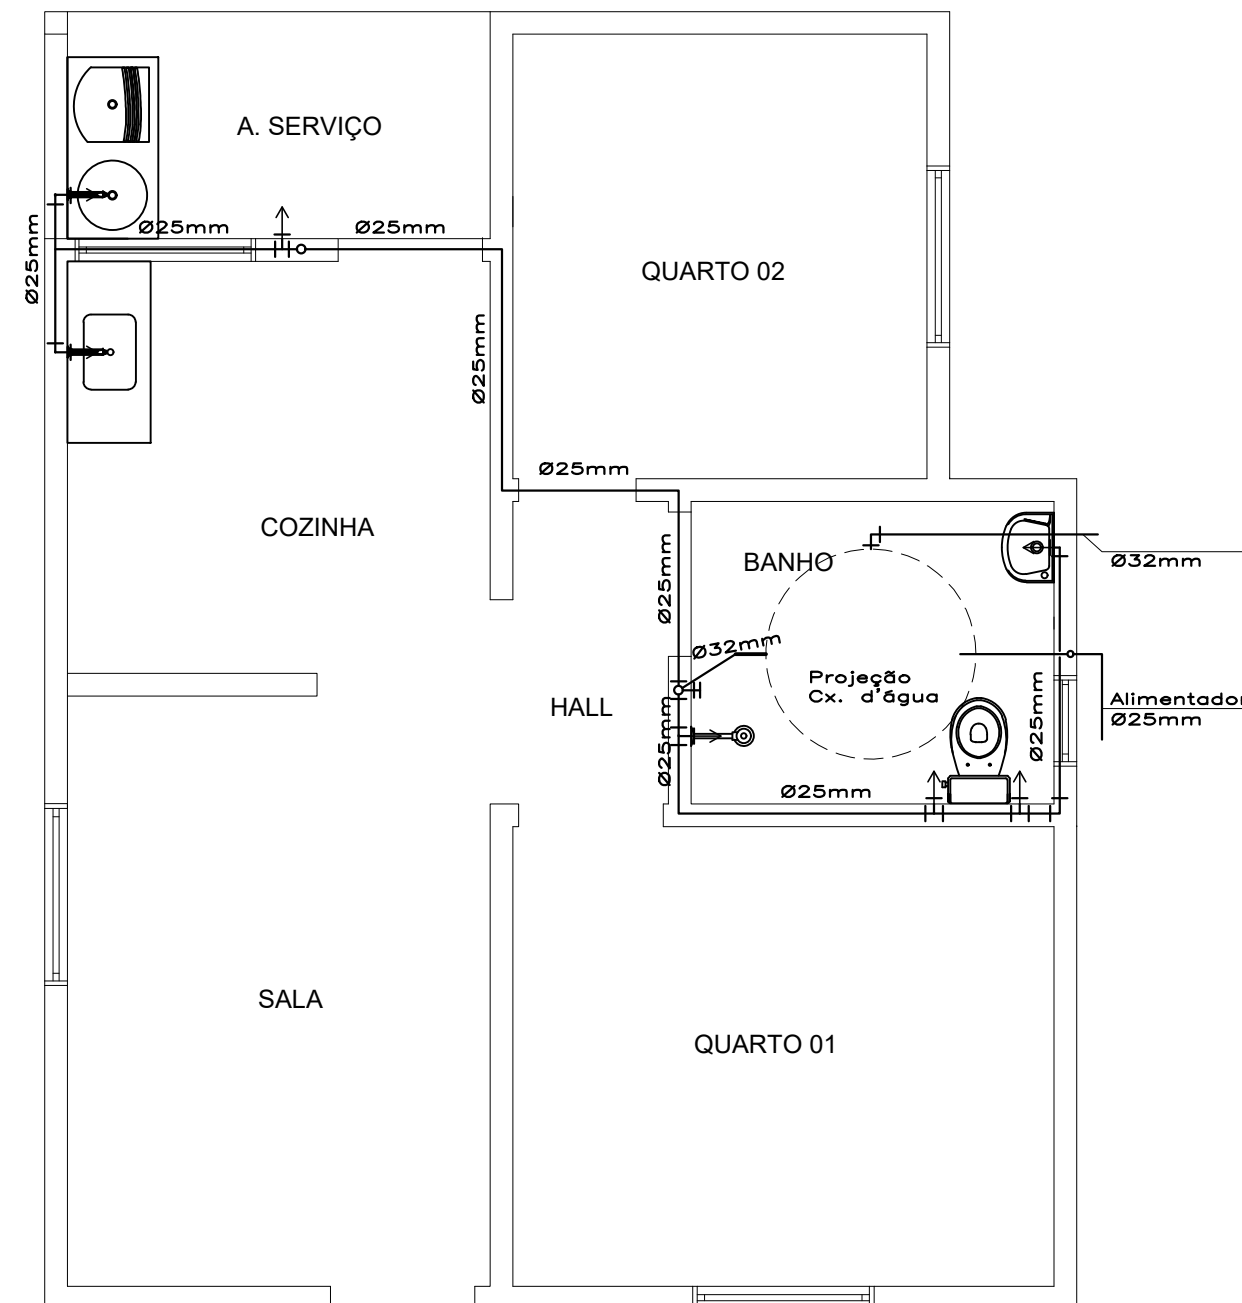 A. SERVIÇO
Ø25mm
Ø25mm
Ø25mm
QUARTO 02
Ø25mm
Ø25mm
COZINHA
BANHO
Ø32mm
Ø25mm
Ø32mm
Projeção
Cx. d'água
HALL
Alimentador
Ø25mm
Ø25mm
Ø25mm
Ø25mm
SALA
QUARTO 01